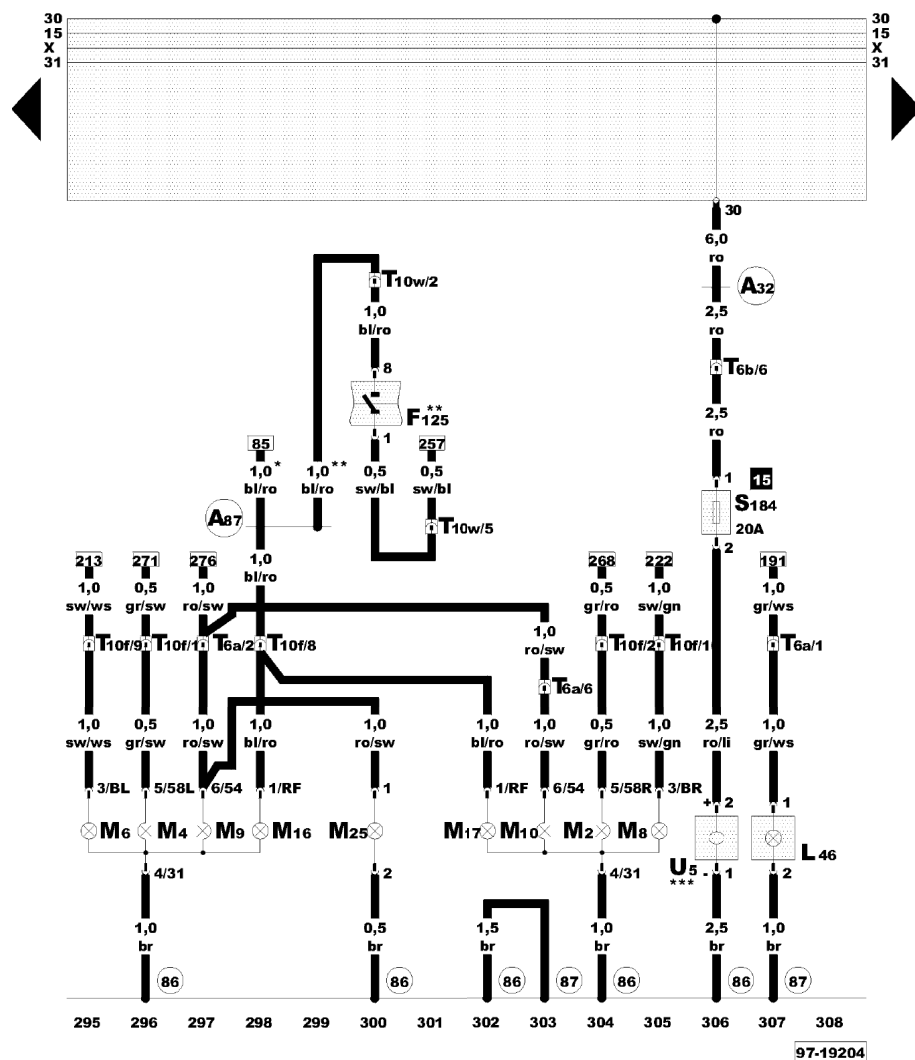 30 30
15 15
X X
31 31
30
6,0
ro
A32
T10w/2
1,0
bl/ro
2,5
ro
8
T6b/6
F125 **
2,5
ro
1
85 257
1,0 * 1,0 ** 0,5 0,5 1 15
bl/ro bl/ro sw/bl sw/bl S184
A87 T10w/5 20A
2
213 271 276 1,0 268 222 191
1,0 0,5 1,0 bl/ro 0,5 1,0 1,0
sw/ws gr/sw ro/sw gr/ro sw/gn gr/ws
1,0
ro/sw
T10f/9 T10f/1 T6a/2 T10f/8 T10f/2 T10f/1 T6a/1
T6a/6
1,0 0,5 1,0 1,0 1,0 1,0 1,0 0,5 1,0 2,5 1,0
sw/ws gr/sw ro/sw bl/ro ro/sw bl/ro ro/sw gr/ro sw/gn ro/li gr/ws
3/BL 5/58L 6/54 1/RF 1 1/RF 6/54 5/58R 3/BR + 2 1
M6 M4 M9 M16 M25 M17 M10 M2 M8 L46
4/31 2 4/31 U5 - 1 2
***
1,0 0,5 1,5 1,0 2,5 1,0
br br br br br br
86 86 86 87 86 86 87
295 296 297 298 299 300 301 302 303 304 305 306 307 308
97-19204